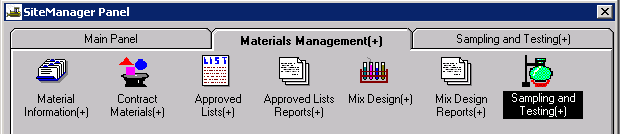 SiteManager Panel
Main Panel
Materials Management(+)
Sampling and Testing(+)
LIST
Material
Information(+)
Contract
Materials(+)
Approved
Lists(+)
Approved Lists
Reports(+)
Mix Design(+)
Mix Design
Reports(+)
Sampling and
Testing(+)